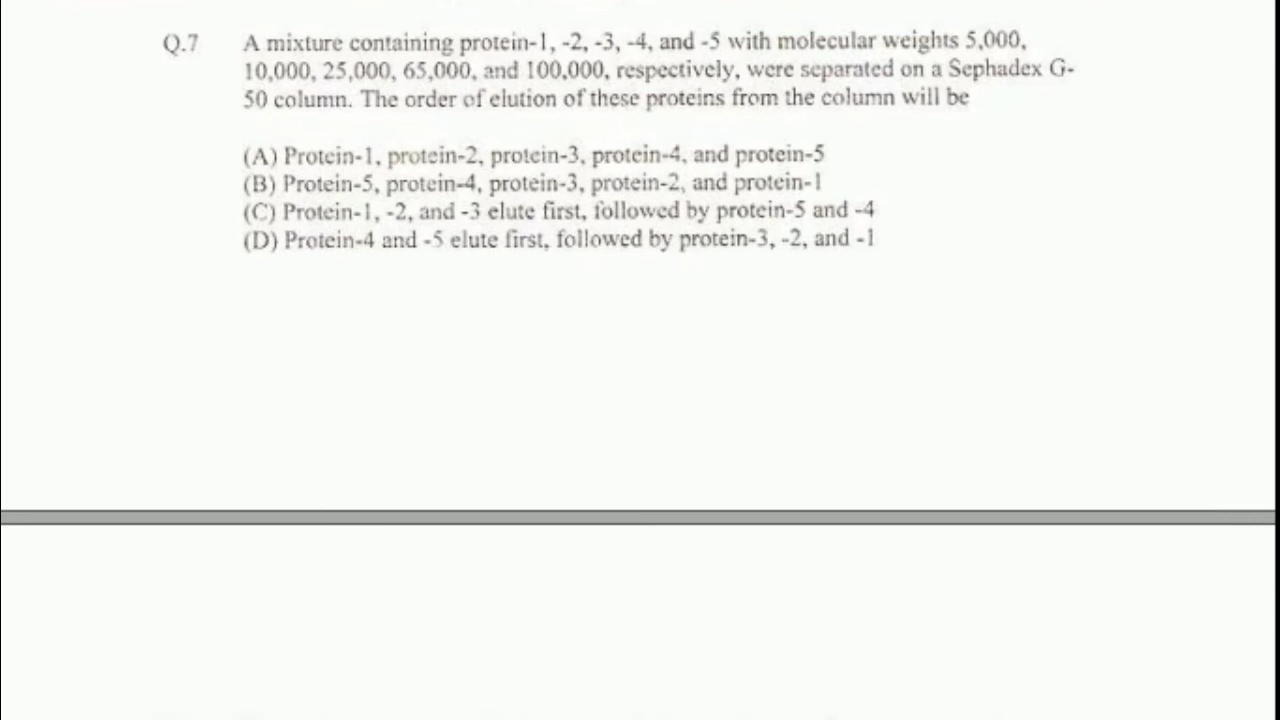 Q.7 A mixture containing protein-1, -2, -3, -4, and -5 with molecular weights 5,000,
10,000, 25,000, 65,000, and 100,000, respectively, were separated on a Sephadex G-
50 column. The order of elution of these proteins from the column will be
(A) Protein-1, protein-2, protein-3, protein-4, and protein-5
(B) Protein-5, protein-4, protein-3, protein-2, and protein-1
(C) Protein-1, -2, and -3 elute first, followed by protein-5 and -4
(D) Protein-4 and -5 elute first, followed by protein-3, -2, and -1